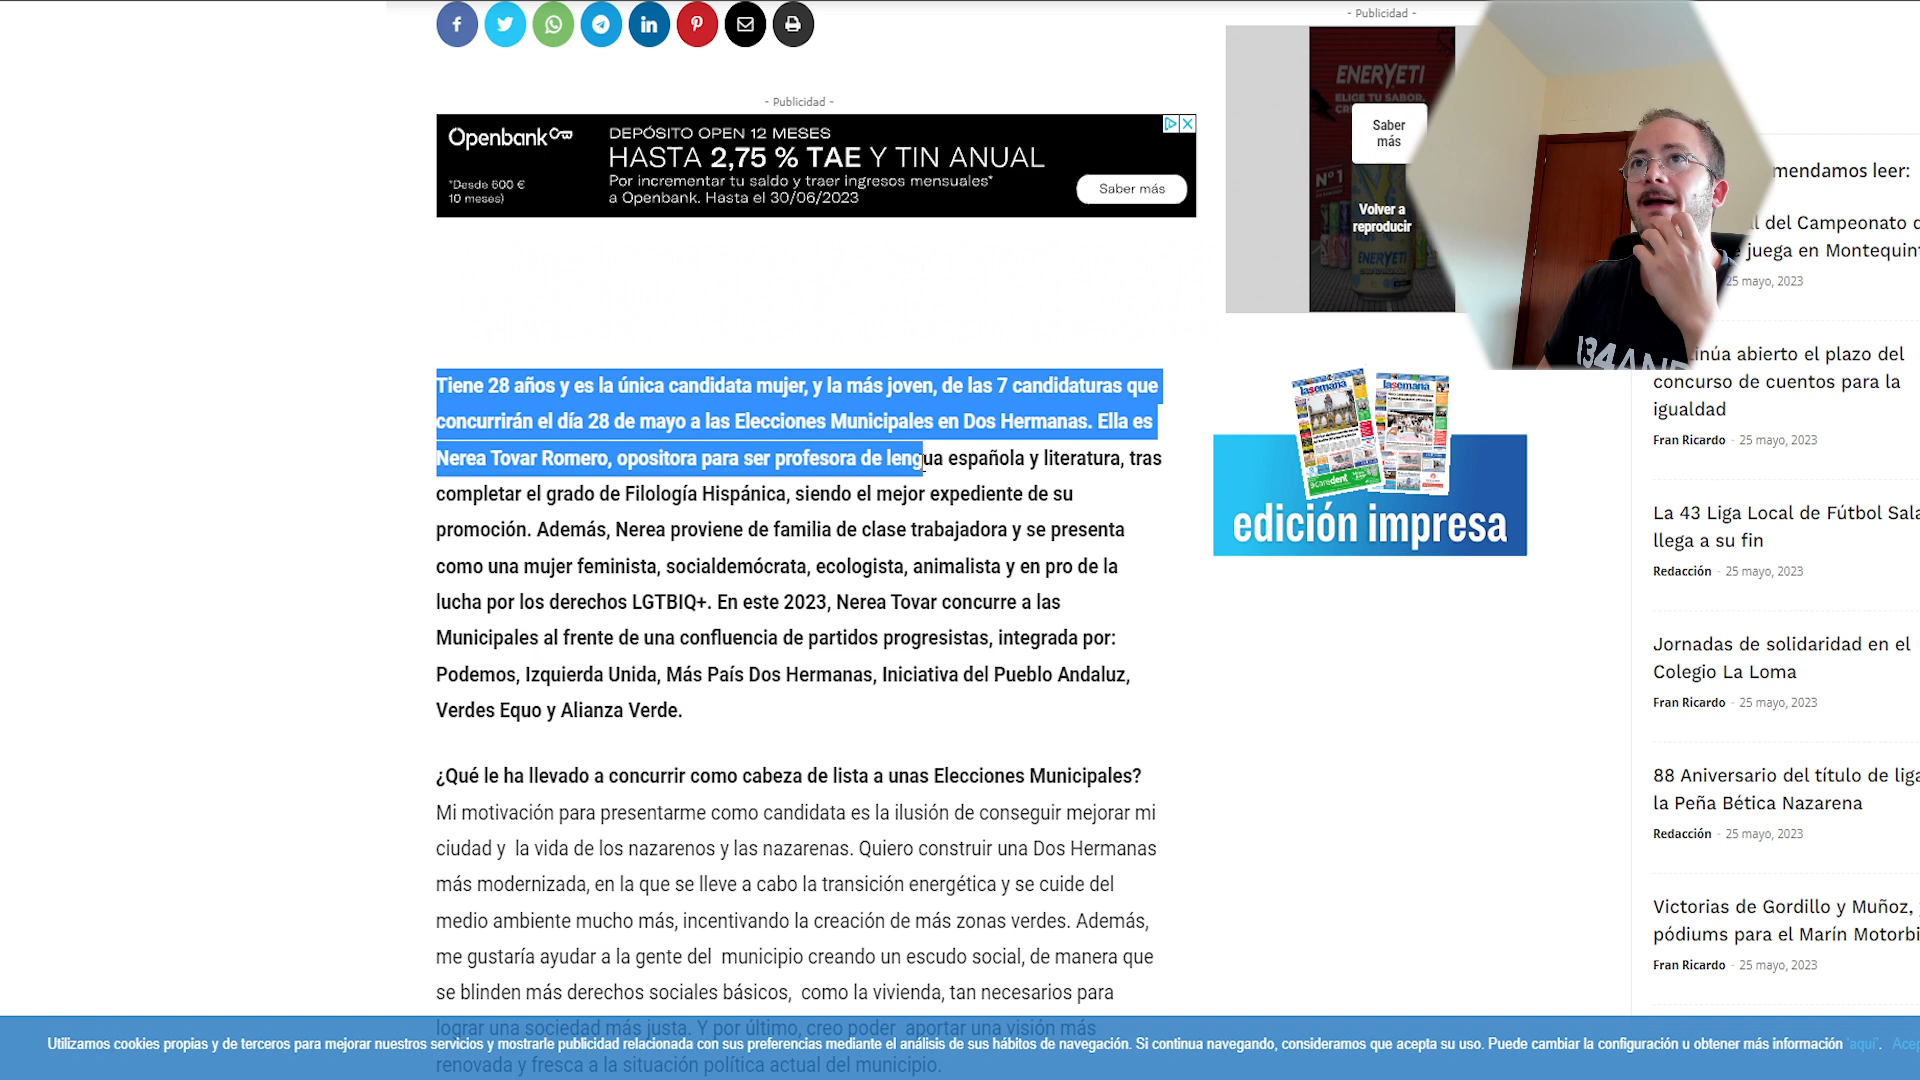 - Publicidad -
- Publicidad -
Openbank
*Desde 600 €
10 meses)
DEPÓSITO OPEN 12 MESES
HASTA 2,75 % TAE Y TIN ANUAL
Por incrementar tu saldo y traer ingresos mensuales*
a Openbank. Hasta el 30/06/2023
Saber más
ENERYETI
ELIGE TU SABOR,
Saber
más
Nº1
Volver a
reproducir
ENERYETI
mendamos leer:
l del Campeonato
juega en Montequin
25 mayo, 2023
Tiene 28 años y es la única candidata mujer, y la más joven, de las 7 candidaturas que
concurrirán el día 28 de mayo a las Elecciones Municipales en Dos Hermanas. Ella es
Nerea Tovar Romero, opositora para ser profesora de lengua española y literatura, tras
completar el grado de Filología Hispánica, siendo el mejor expediente de su
promoción. Además, Nerea proviene de familia de clase trabajadora y se presenta
como una mujer feminista, socialdemócrata, ecologista, animalista y en pro de la
lucha por los derechos LGTBIQ+. En este 2023, Nerea Tovar concurre a las
Municipales al frente de una confluencia de partidos progresistas, integrada por:
Podemos, Izquierda Unida, Más País Dos Hermanas, Iniciativa del Pueblo Andaluz,
Verdes Equo y Alianza Verde.
¿Qué le ha llevado a concurrir como cabeza de lista a unas Elecciones Municipales?
Mi motivación para presentarme como candidata es la ilusión de conseguir mejorar mi
ciudad y la vida de los nazarenos y las nazarenas. Quiero construir una Dos Hermanas
más modernizada, en la que se lleve a cabo la transición energética y se cuide del
medio ambiente mucho más, incentivando la creación de más zonas verdes. Además,
me gustaría ayudar a la gente del municipio creando un escudo social, de manera que
se blinden más derechos sociales básicos, como la vivienda, tan necesarios para
lograr una sociedad más justa. Y por último, creo poder aportar una visión más
renovada y fresca a la situación política actual del municipio.
lasemana
lasemana
acaredent
edición impresa
núa abierto el plazo del
concurso de cuentos para la
igualdad
Fran Ricardo - 25 mayo, 2023
La 43 Liga Local de Fútbol Sala
llega a su fin
Redacción - 25 mayo, 2023
Jornadas de solidaridad en el
Colegio La Loma
Fran Ricardo - 25 mayo, 2023
88 Aniversario del título de liga
la Peña Bética Nazarena
Redacción - 25 mayo, 2023
Victorias de Gordillo y Muñoz,
pódiums para el Marín Motorbi
Fran Ricardo - 25 mayo, 2023
Utilizamos cookies propias y de terceros para mejorar nuestros servicios y mostrarle publicidad relacionada con sus preferencias mediante el análisis de sus hábitos de navegación. Si continua navegando, consideramos que acepta su uso. Puede cambiar la configuración u obtener más información 'aquí'. Acep